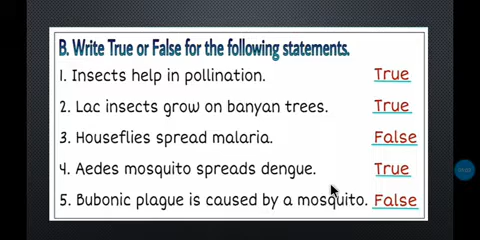 B. Write True or False for the following statements.
1. Insects help in pollination. True
2. Lac insects grow on banyan trees. True
3. Houseflies spread malaria. False
4. Aedes mosquito spreads dengue. True
5. Bubonic plague is caused by a mosquito. False